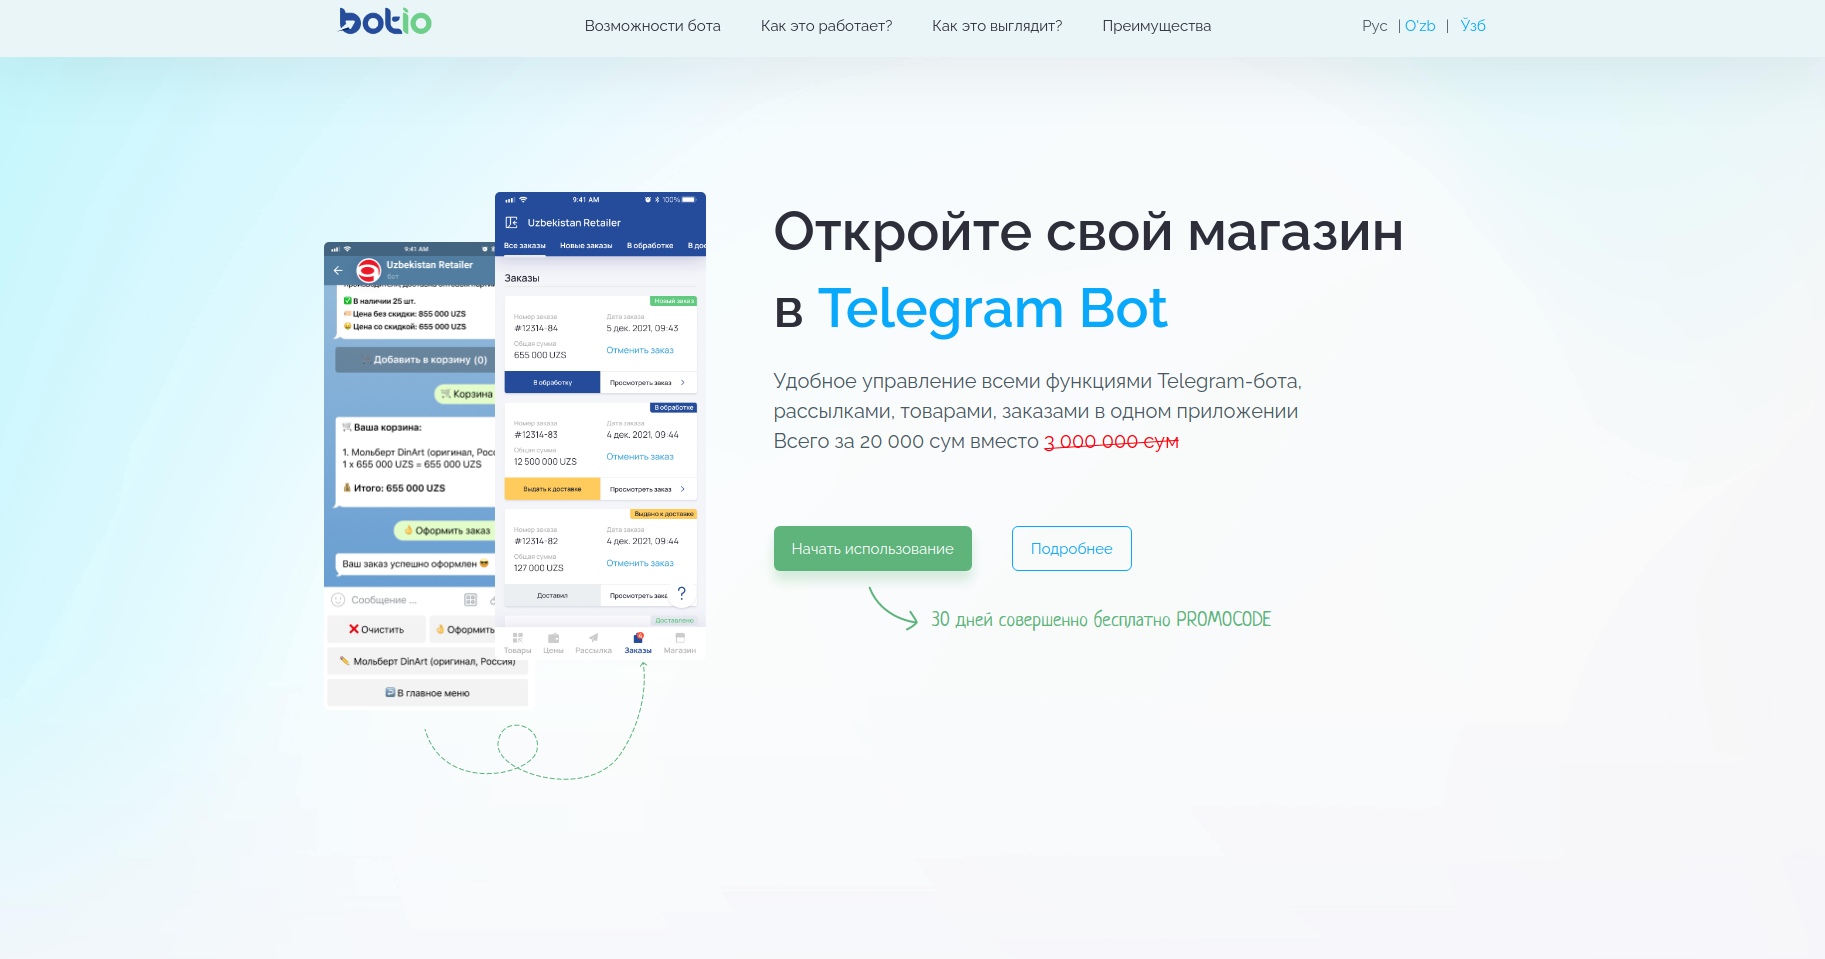 botio
Возможности бота
Как это работает?
Как это выглядит?
Преимущества
Рус | O'zb | Ўзб
Откройте свой магазин
в Telegram Bot
Удобное управление всеми функциями Telegram-бота,
рассылками, товарами, заказами в одном приложении
Всего за 20 000 сум вместо 3 000 000 сум
Начать использование
Подробнее
30 дней совершенно бесплатно PROMOCODE
9:41 AM
Uzbekistan Retailer
бот
В наличии 25 шт.
Цена без скидки: 855 000 UZS
Цена со скидкой: 655 000 UZS
Добавить в корзину (0)
Корзина
Ваша корзина:
1. Мольберт DinArt (оригинал, Росс
1 x 655 000 UZS = 655 000 UZS
Итого: 655 000 UZS
Оформить заказ
Ваш заказ успешно оформлен
Сообщение ...
Очистить
Оформить
Мольберт DinArt (оригинал, Россия)
В главное меню
9:41 AM
100%
Uzbekistan Retailer
Все заказы
Новые заказы
В обработке
В дос
Заказы
Новый заказ
Номер заказа
Дата заказа
#12314-84
5 дек. 2021, 09:43
Общая сумма
655 000 UZS
Отменить заказ
В обработку
Просмотреть заказ
В обработке
Номер заказа
Дата заказа
#12314-83
4 дек. 2021, 09:44
Общая сумма
12 500 000 UZS
Отменить заказ
Выдать к доставке
Просмотреть заказ
Выдано к доставке
Номер заказа
Дата заказа
#12314-82
4 дек. 2021, 09:44
Общая сумма
127 000 UZS
Отменить заказ
Доставил
Просмотреть зака
?
Доставлено
Товары
Цены
Рассылка
Заказы
Магазин